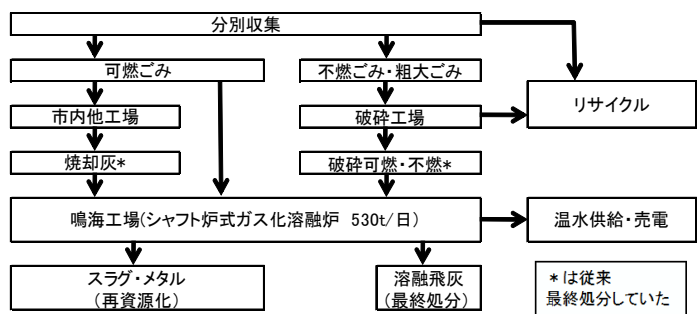 分別収集
可燃ごみ
不燃ごみ・粗大ごみ
リサイクル
市内他工場
破砕工場
焼却灰*
破砕可燃・不燃*
鳴海工場(シャフト炉式ガス化溶融炉 530t/日)
温水供給・売電
スラグ・メタル
(再資源化)
溶融飛灰
(最終処分)
*は従来
最終処分していた